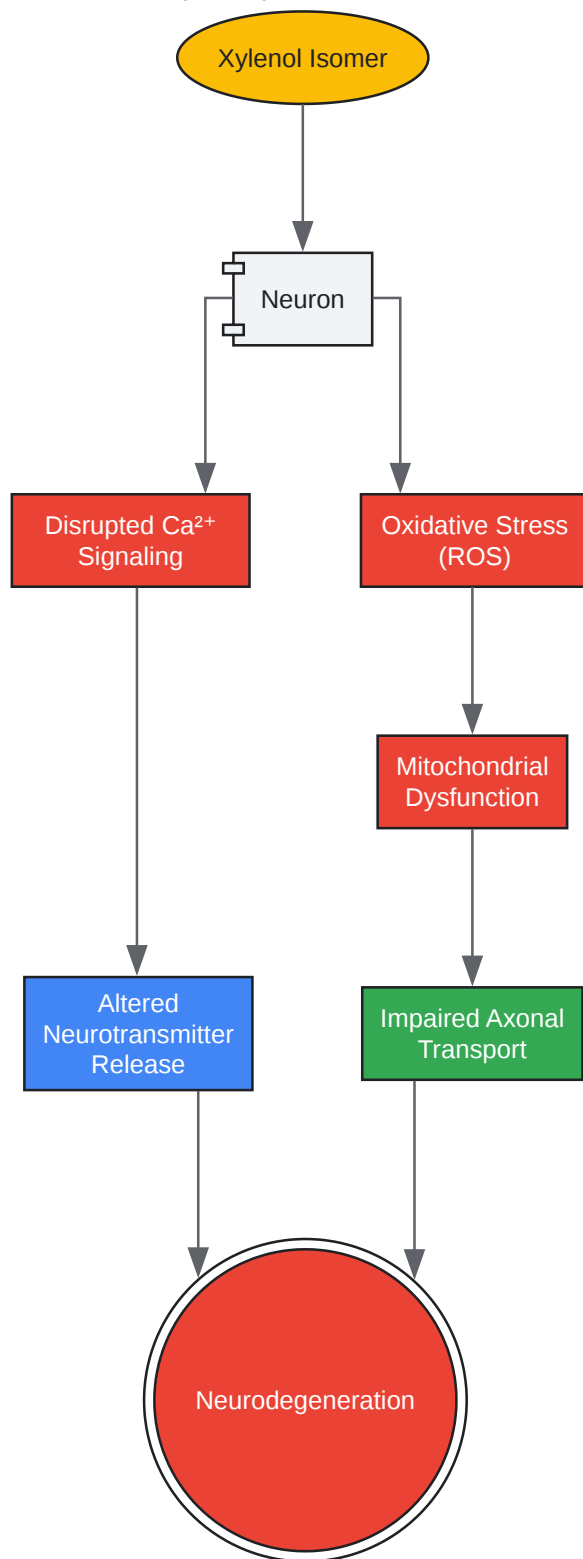 Xylenol Isomer
Neuron
Disrupted Ca²⁺
Signaling
Oxidative Stress
(ROS)
Mitochondrial
Dysfunction
Altered
Neurotransmitter
Release
Impaired Axonal
Transport
Neurodegeneration